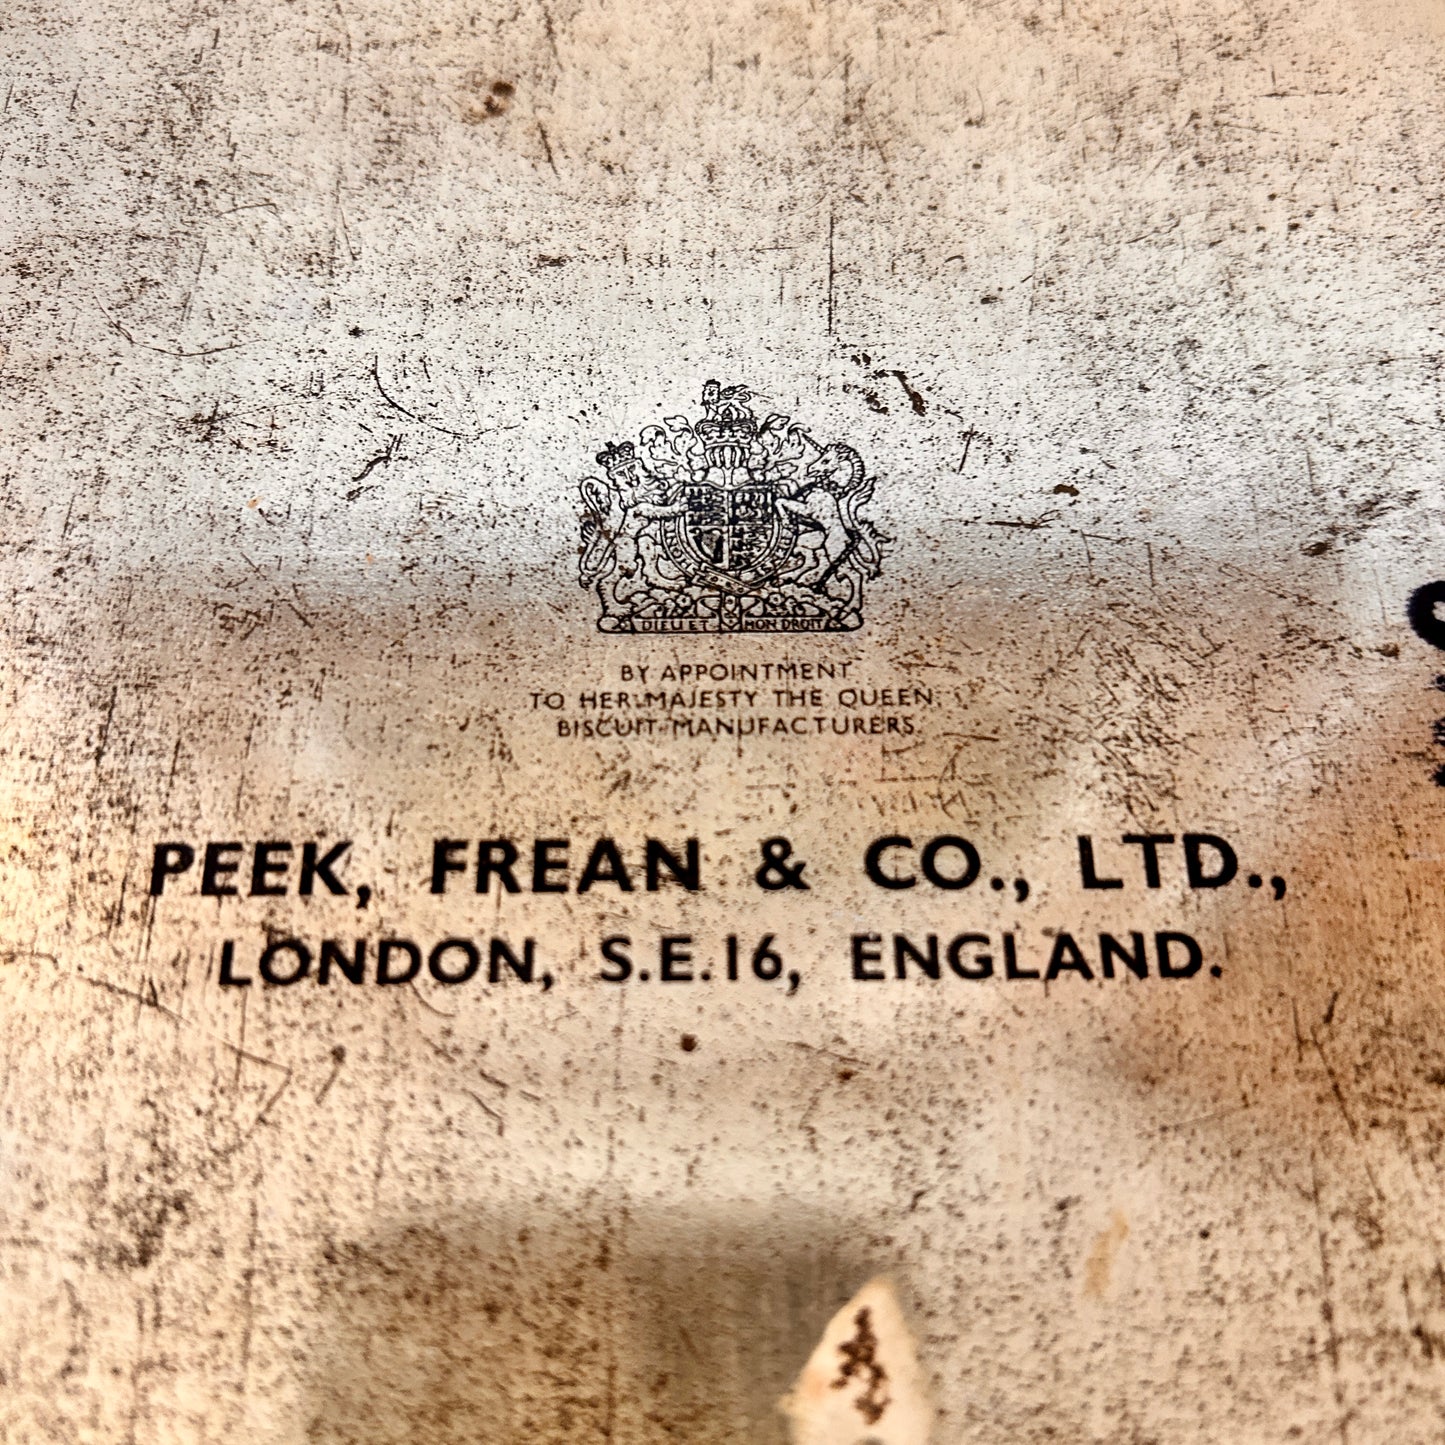 DIEU ET MON DROIT
BY APPOINTMENT
TO HER MAJESTY THE QUEEN
BISCUIT MANUFACTURERS.
PEEK, FREAN & CO., LTD.,
LONDON, S.E.16, ENGLAND.